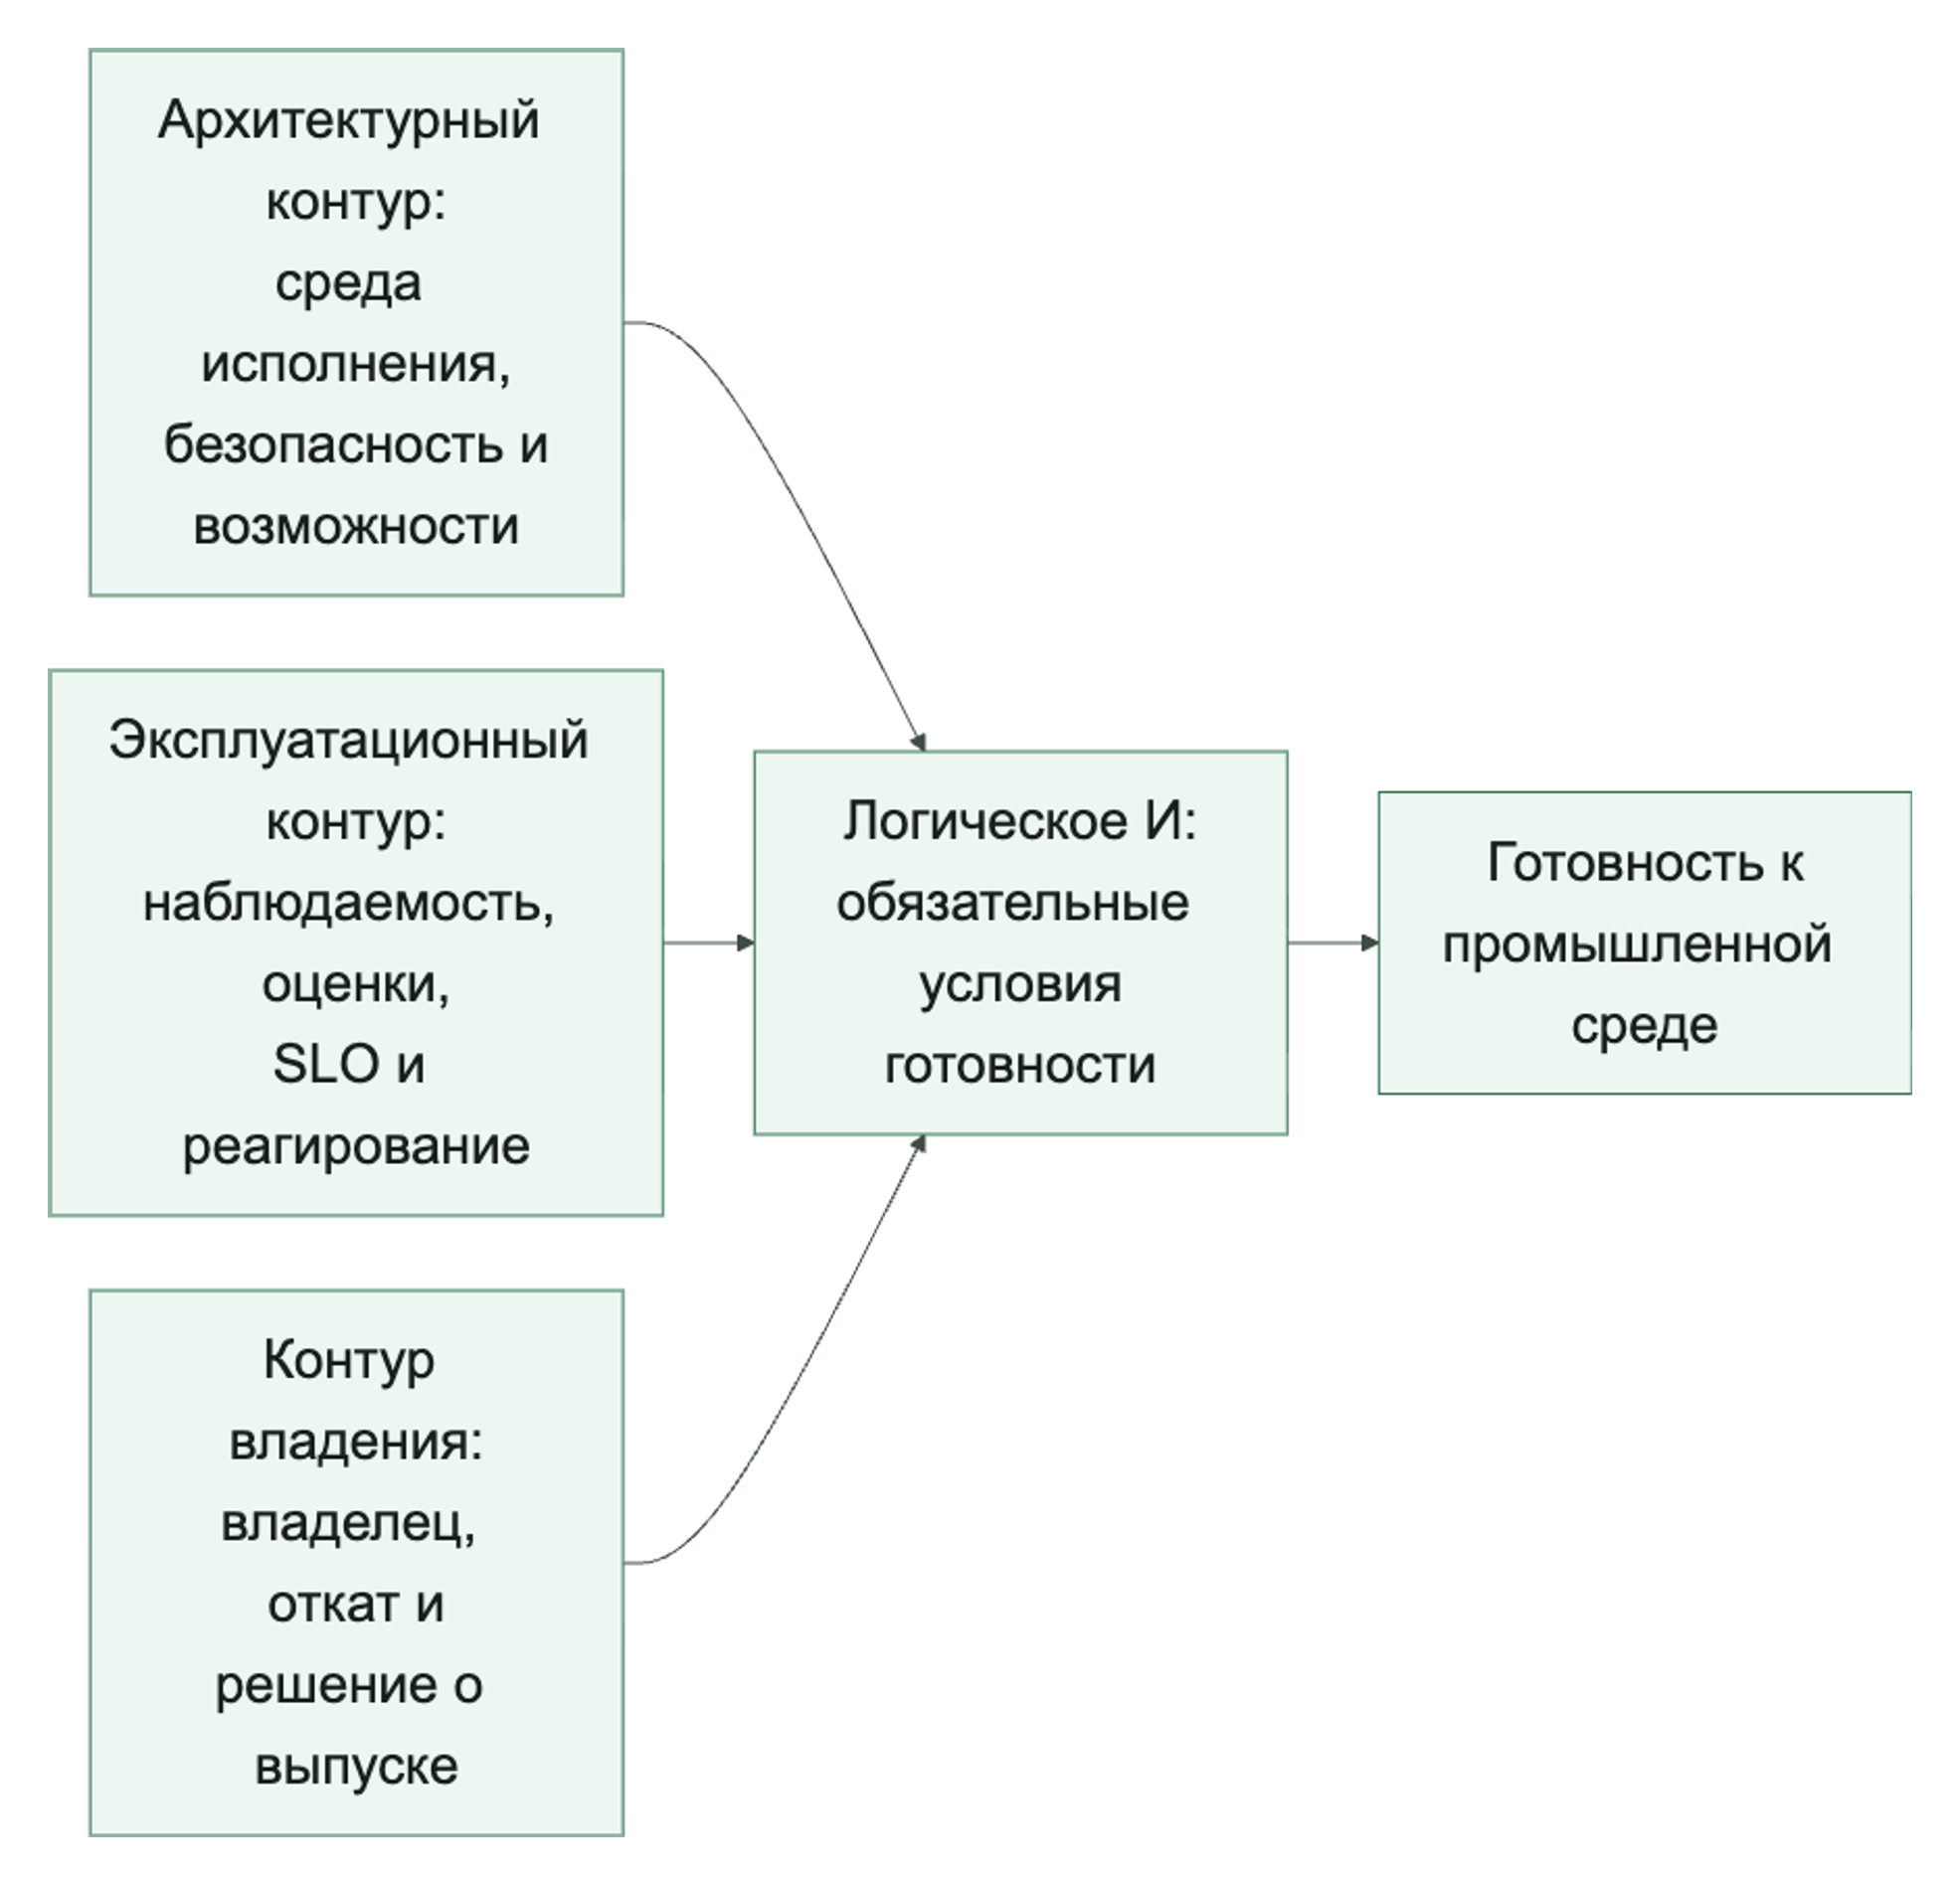 Архитектурный
контур:
среда
исполнения,
безопасность и
возможности
Эксплуатационный
контур:
наблюдаемость,
оценки,
SLO и
реагирование
Контур
владения:
владелец,
откат и
решение о
выпуске
Логическое И:
обязательные
условия
готовности
Готовность к
промышленной
среде